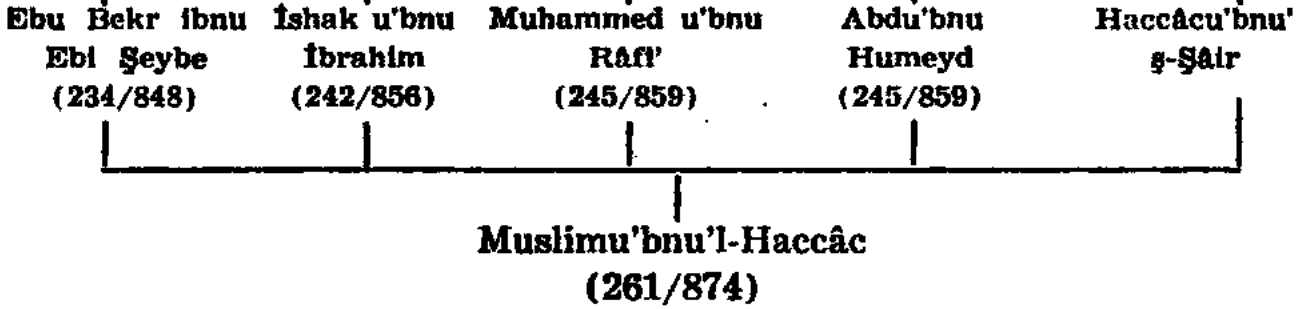 Ebu Bekr ibnu İshak u'bnu Muhammed u'bnu Abdu'bnu Haccâcu'bnu'
Ebi Şeybe İbrahim Râfi' Humeyd ş-Şâir
(234/848) (242/856) (245/859) (245/859)
Muslimu'bnu'l-Haccâc
(261/874)